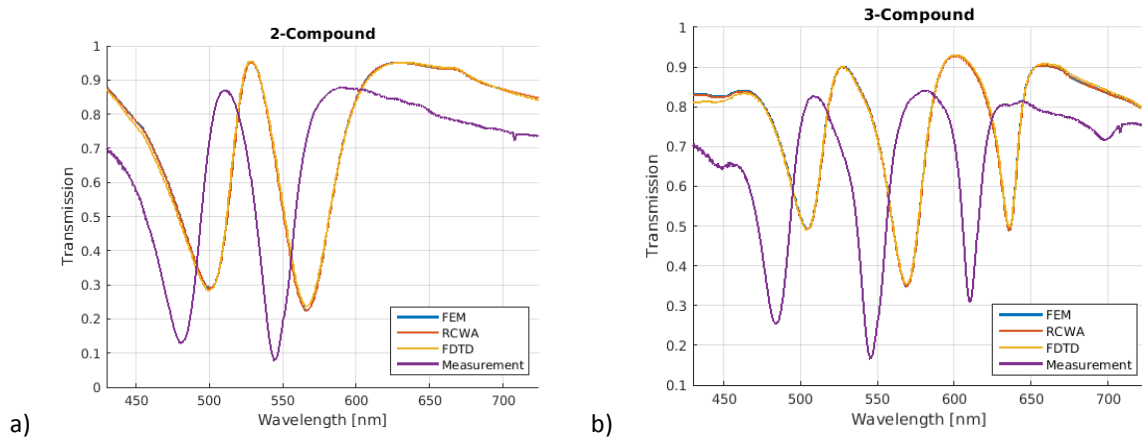 2-Compound
1
0.9
0.8
0.7
0.6
0.5
0.4
0.3
0.2
0.1
0
Transmission
450 500 550 600 650 700
Wavelength [nm]
FEM
RCWA
FDTD
Measurement
a)
3-Compound
1
0.9
0.8
0.7
0.6
0.5
0.4
0.3
0.2
0.1
Transmission
450 500 550 600 650 700
Wavelength [nm]
FEM
RCWA
FDTD
Measurement
b)